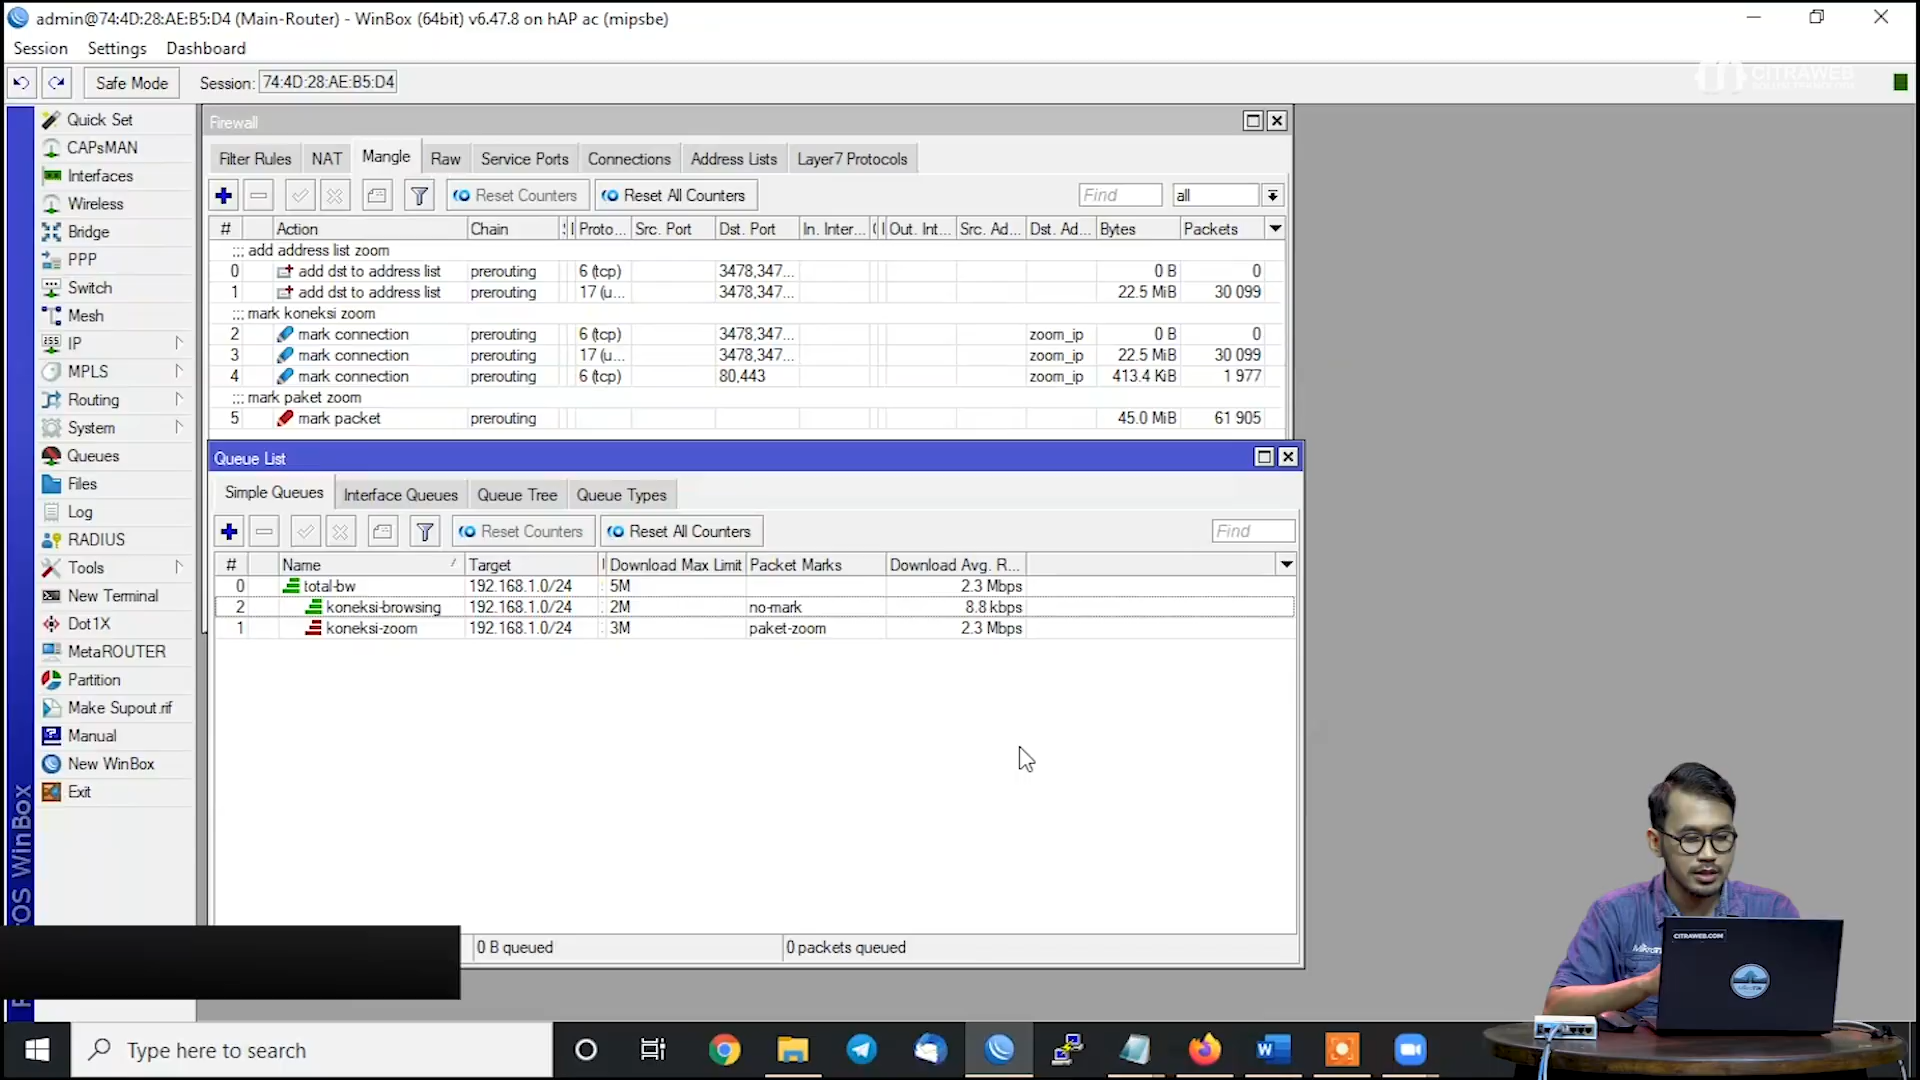 admin@74:4D:28:AE:B5:D4 (Main-Router) - WinBox (64bit) v6.47.8 on hAP ac (mipsbe)
Session Settings Dashboard
Safe Mode Session: 74:4D:28:AE:B5:D4
CITRAWEB
Quick Set
CAPsMAN
Interfaces
Wireless
Bridge
PPP
Switch
Mesh
IP
MPLS
Routing
System
Queues
Files
Log
RADIUS
Tools
New Terminal
Dot1X
MetaROUTER
Partition
Make Supout.rif
Manual
New WinBox
Exit
OS WinBox
Firewall
Filter Rules NAT Mangle Raw Service Ports Connections Address Lists Layer7 Protocols
Reset Counters Reset All Counters Find all
# Action Chain Proto... Src. Port Dst. Port In. Inter... Out. Int... Src. Ad... Dst. Ad... Bytes Packets
::: add address list zoom
0 add dst to address list prerouting 6 (tcp) 3478,347... 0 B 0
1 add dst to address list prerouting 17 (u... 3478,347... 22.5 MiB 30 099
::: mark koneksi zoom
2 mark connection prerouting 6 (tcp) 3478,347... zoom_ip 0 B 0
3 mark connection prerouting 17 (u... 3478,347... zoom_ip 22.5 MiB 30 099
4 mark connection prerouting 6 (tcp) 80,443 zoom_ip 413.4 KiB 1 977
::: mark paket zoom
5 mark packet prerouting 45.0 MiB 61 905
Queue List
Simple Queues Interface Queues Queue Tree Queue Types
Reset Counters Reset All Counters Find
# Name Target Download Max Limit Packet Marks Download Avg. R...
0 total-bw 192.168.1.0/24 5M 2.3 Mbps
2 koneksi-browsing 192.168.1.0/24 2M no-mark 8.8 kbps
1 koneksi-zoom 192.168.1.0/24 3M paket-zoom 2.3 Mbps
0 B queued 0 packets queued
CITRAWEB.COM
Type here to search